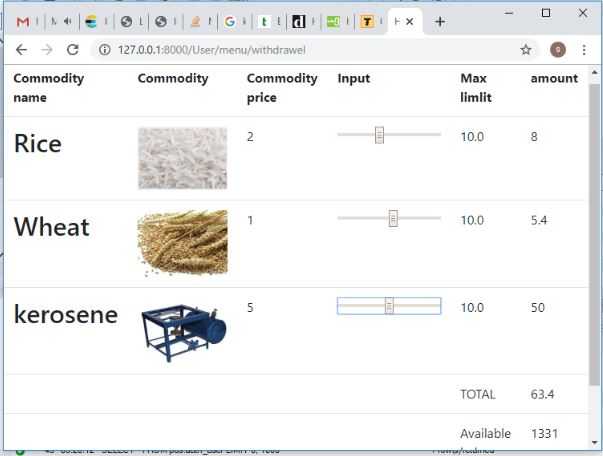 127.0.0.1:8000/User/menu/withdrawel
Commodity name Commodity Commodity price Input Max limlit amount
Rice 2 10.0 8
Wheat 1 10.0 5.4
kerosene 5 10.0 50
TOTAL 63.4
Available 1331